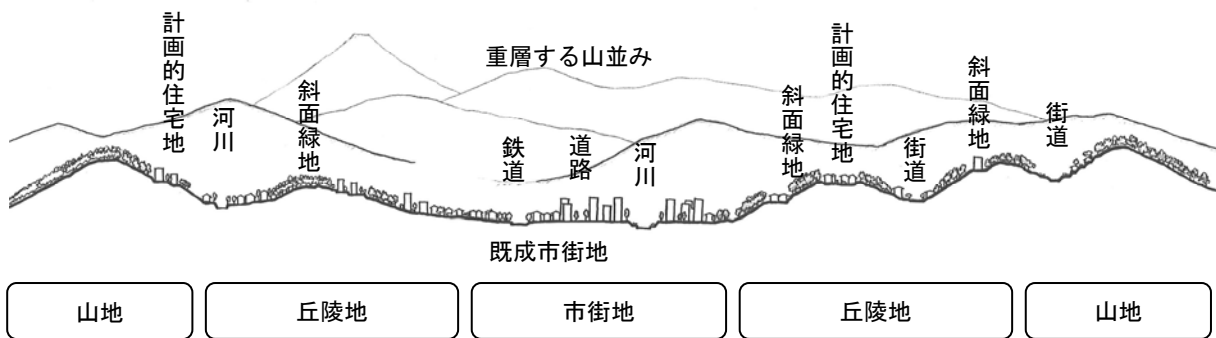 計画的住宅地
河川
斜面緑地
重層する山並み
鉄道
道路
河川
斜面緑地
計画的住宅地
街道
斜面緑地
街道
既成市街地
山地
丘陵地
市街地
丘陵地
山地